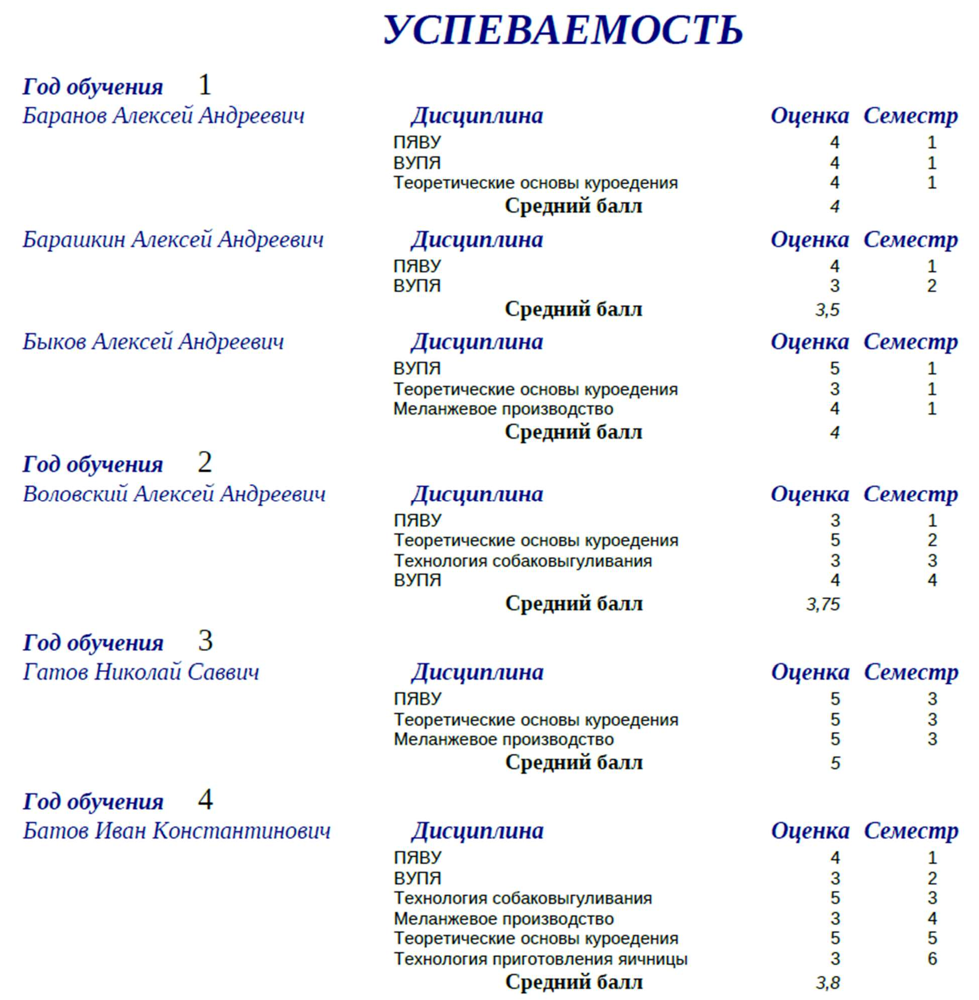 УСПЕВАЕМОСТЬ
Год обучения 1
Баранов Алексей Андреевич Дисциплина Оценка Семестр
ПЯВУ 4 1
ВУПЯ 4 1
Теоретические основы куроедения 4 1
Средний балл 4
Барашкин Алексей Андреевич Дисциплина Оценка Семестр
ПЯВУ 4 1
ВУПЯ 3 2
Средний балл 3,5
Быков Алексей Андреевич Дисциплина Оценка Семестр
ВУПЯ 5 1
Теоретические основы куроедения 3 1
Меланжевое производство 4 1
Средний балл 4
Год обучения 2
Воловский Алексей Андреевич Дисциплина Оценка Семестр
ПЯВУ 3 1
Теоретические основы куроедения 5 2
Технология собаковыгуливания 3 3
ВУПЯ 4 4
Средний балл 3,75
Год обучения 3
Гатов Николай Саввич Дисциплина Оценка Семестр
ПЯВУ 5 3
Теоретические основы куроедения 5 3
Меланжевое производство 5 3
Средний балл 5
Год обучения 4
Батов Иван Константинович Дисциплина Оценка Семестр
ПЯВУ 4 1
ВУПЯ 3 2
Технология собаковыгуливания 5 3
Меланжевое производство 3 4
Теоретические основы куроедения 5 5
Технология приготовления яичницы 3 6
Средний балл 3,8